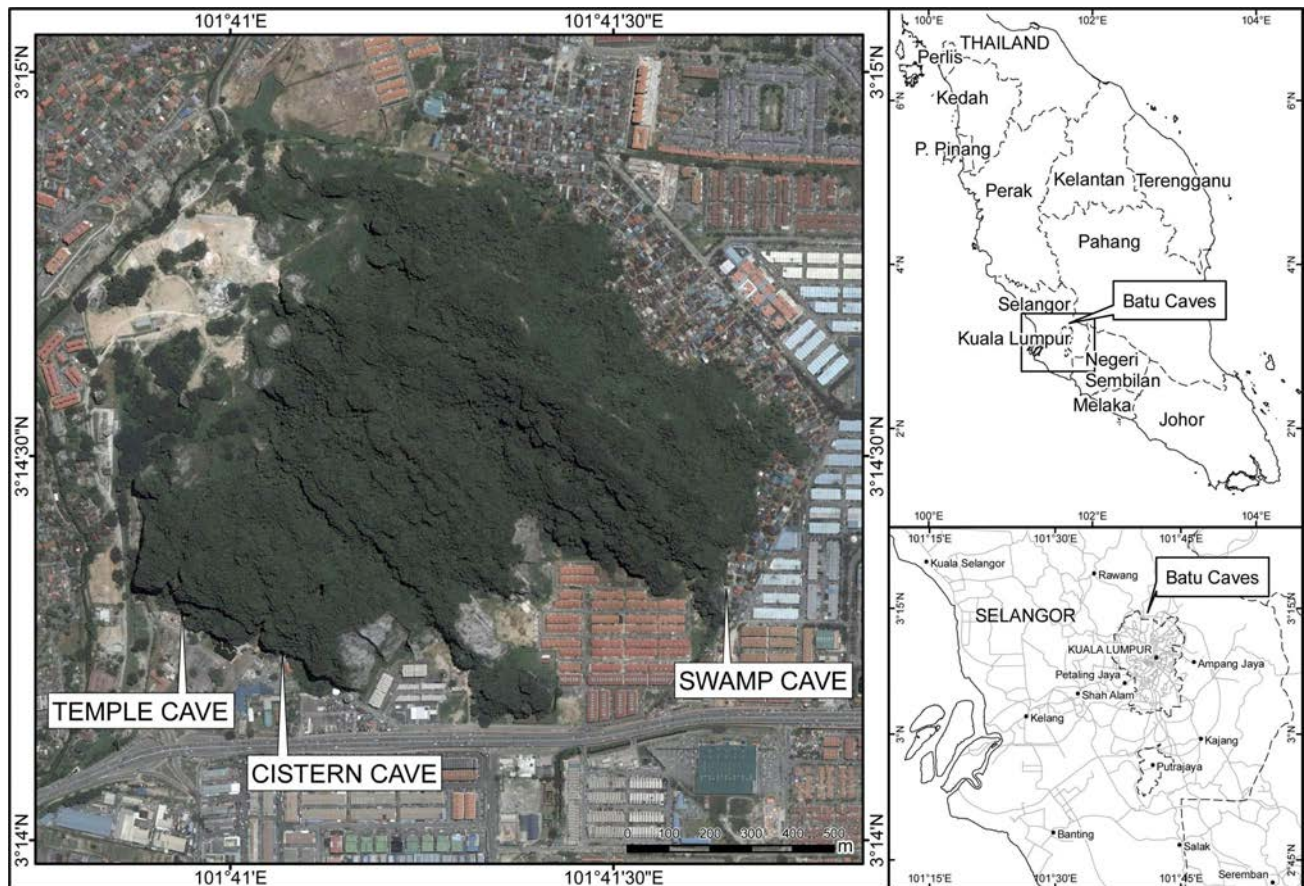 101°41'E
101°41'30"E
3°15'N
3°15'N
3°14'30"N
3°14'30"N
TEMPLE CAVE
CISTERN CAVE
SWAMP CAVE
0 100 200 300 400 500
m
3°14'N
3°14'N
101°41'E
101°41'30"E
100°E
102°E
104°E
THAILAND
Perlis
Kedah
6°N
6°N
P. Pinang
Perak
Kelantan
Terengganu
Pahang
4°N
4°N
Selangor
Batu Caves
Kuala Lumpur
Negeri
Sembilan
Melaka
Johor
2°N
2°N
100°E
102°E
104°E
101°15'E
101°30'E
101°45'E
Kuala Selangor
Rawang
Batu Caves
3°15'N
3°15'N
SELANGOR
KUALA LUMPUR
Ampang Jaya
Petaling Jaya
Shah Alam
Kelang
3°N
3°N
Kajang
Putrajaya
Banting
Salak
2°45'N
2°45'N
Seremban
101°15'E
101°30'E
101°45'E